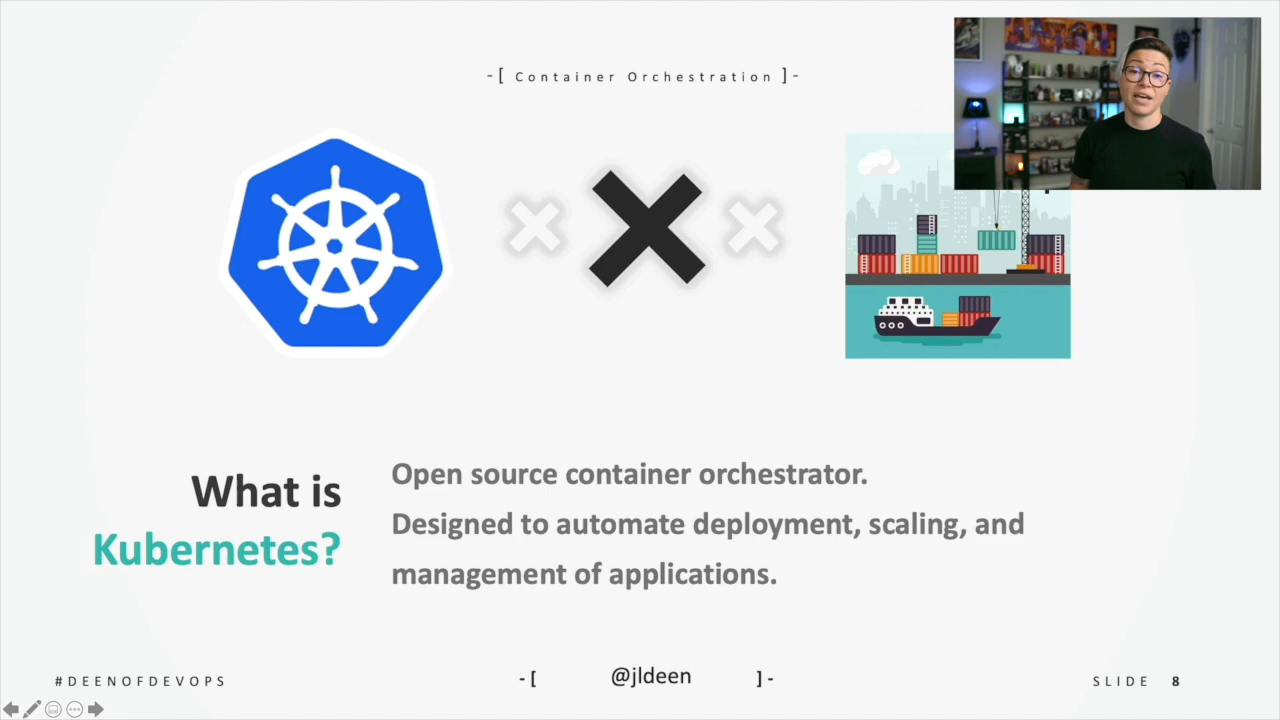 -[ Container Orchestration ]-
What is
Kubernetes?
Open source container orchestrator.
Designed to automate deployment, scaling, and
management of applications.
#DEENOFDEVOPS
-[ @jldeen ]-
SLIDE 8